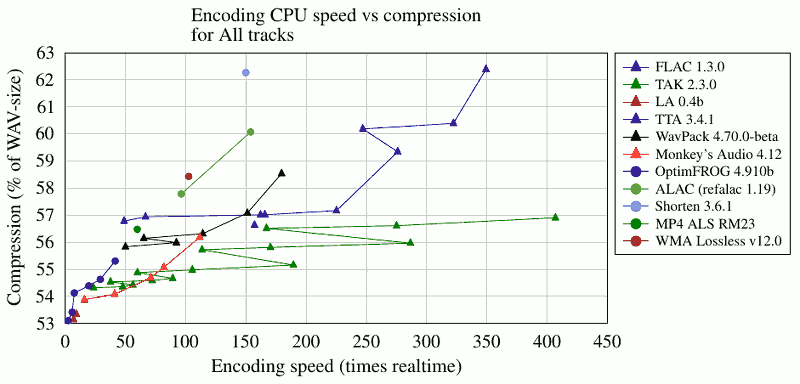 Encoding CPU speed vs compression
for All tracks
Compression (% of WAV-size)
63
62
61
60
59
58
57
56
55
54
53
0 50 100 150 200 250 300 350 400 450
Encoding speed (times realtime)
FLAC 1.3.0
TAK 2.3.0
LA 0.4b
TTA 3.4.1
WavPack 4.70.0-beta
Monkey's Audio 4.12
OptimFROG 4.910b
ALAC (refalac 1.19)
Shorten 3.6.1
MP4 ALS RM23
WMA Lossless v12.0